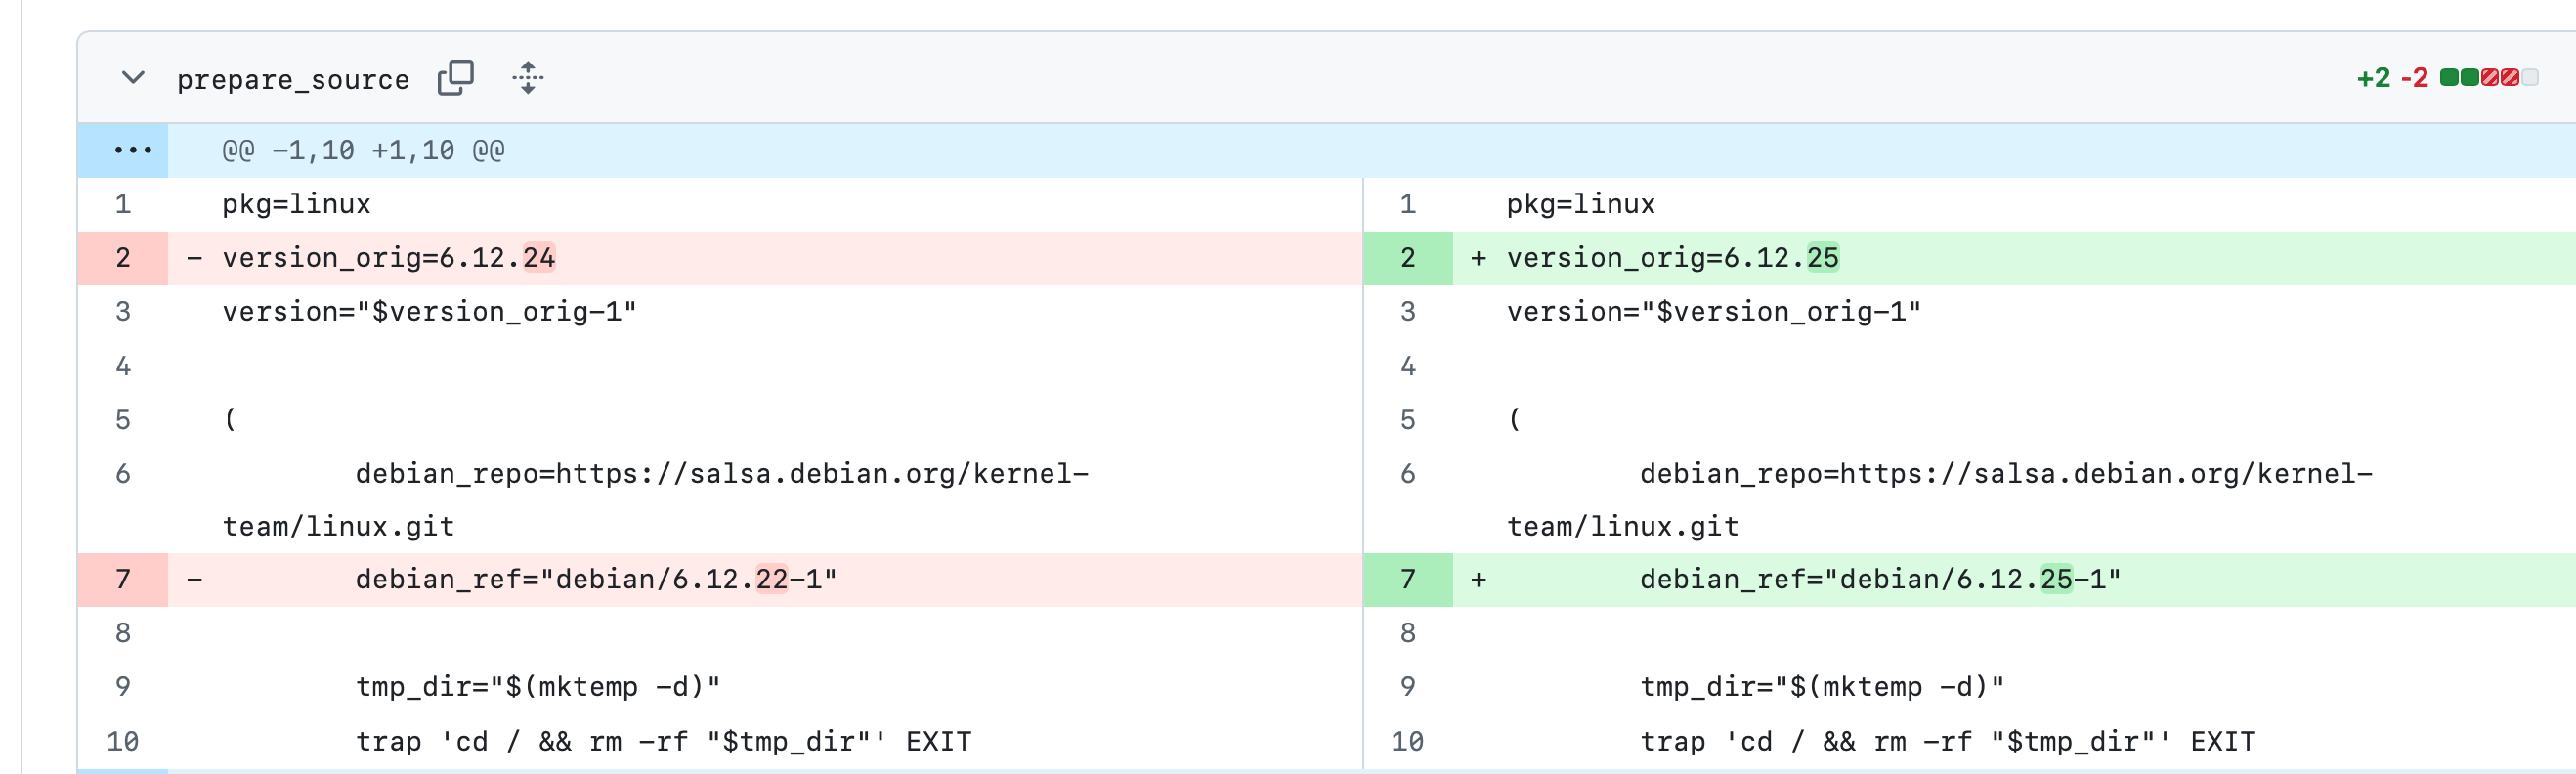 prepare_source
+2 -2
@@ -1,10 +1,10 @@
1 pkg=linux
2 - version_orig=6.12.24
3 version="$version_orig-1"
4
5 (
6         debian_repo=https://salsa.debian.org/kernel-
team/linux.git
7 -         debian_ref="debian/6.12.22-1"
8
9         tmp_dir="$(mktemp -d)"
10         trap 'cd / && rm -rf "$tmp_dir"' EXIT
1 pkg=linux
2 + version_orig=6.12.25
3 version="$version_orig-1"
4
5 (
6         debian_repo=https://salsa.debian.org/kernel-
team/linux.git
7 +         debian_ref="debian/6.12.25-1"
8
9         tmp_dir="$(mktemp -d)"
10         trap 'cd / && rm -rf "$tmp_dir"' EXIT